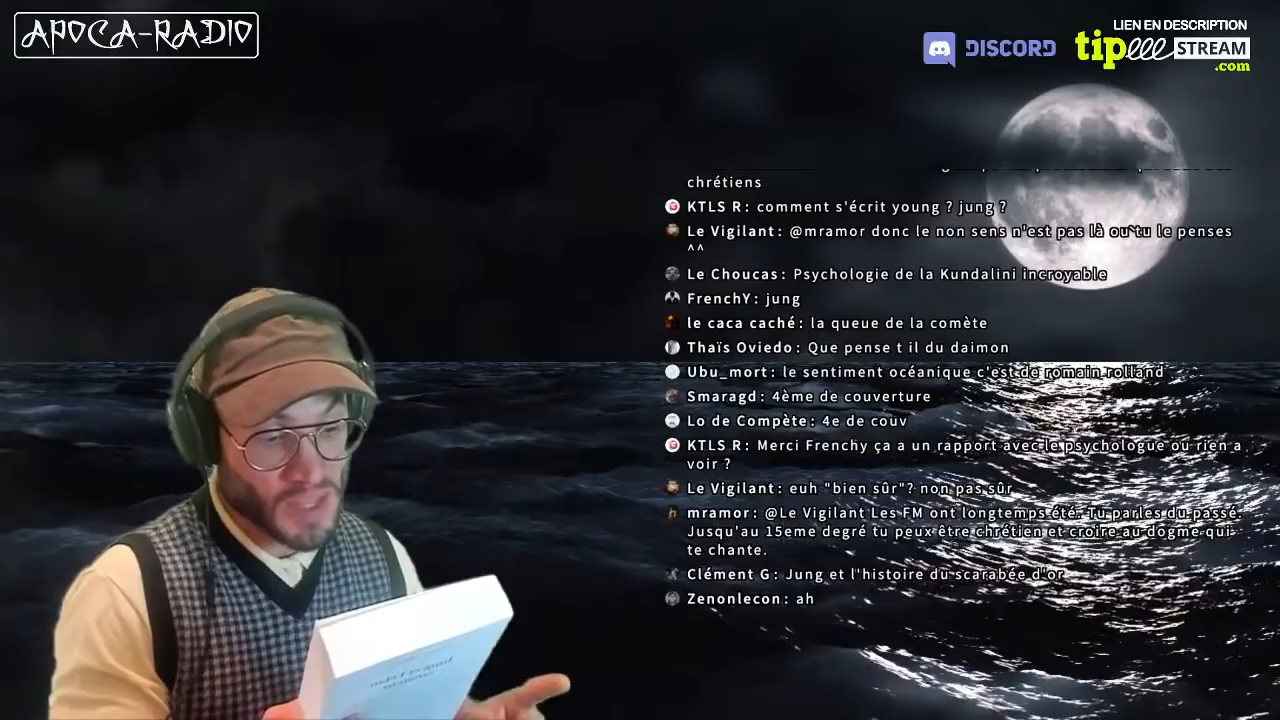 APOCA-RADIO
LIEN EN DESCRIPTION
DISCORD
tipeee STREAM
.com
chrétiens
KTLS R : comment s'écrit young ? jung ?
Le Vigilant : @mramor donc le non sens n'est pas là ou tu le penses
^^
Le Choucas : Psychologie de la Kundalini incroyable
FrenchY : jung
le caca caché : la queue de la comète
Thaïs Oviedo : Que pense t il du daimon
Ubu_mort : le sentiment océanique c'est de romain rolland
Smaragd : 4ème de couverture
Lo de Compète : 4e de couv
KTLS R : Merci Frenchy ça a un rapport avec le psychologue ou rien a
voir ?
Le Vigilant : euh "bien sûr"? non pas sûr
mramor : @Le Vigilant Les FM ont longtemps été. Tu parles du passé.
Jusqu'au 15eme degré tu peux être chrétien et croire au dogme qui
te chante.
Clément G : Jung et l'histoire du scarabée d'or
Zenonlecon : ah